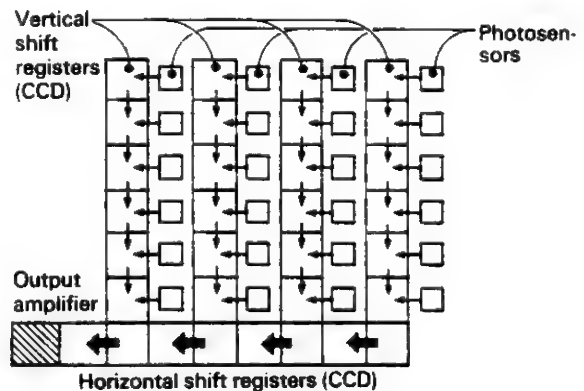 Vertical
shift
registers
(CCD)
Photosen-
sors
Output
amplifier
Horizontal shift registers (CCD)